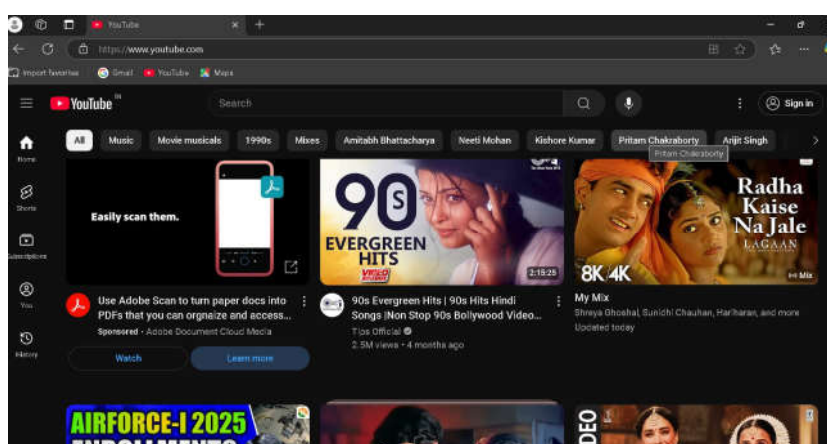 YouTube
https://www.youtube.com
Import favorites Gmail YouTube Maps
YouTube IN Search Sign in
All Music Movie musicals 1990s Mixes Amitabh Bhattacharya Neeti Mohan Kishore Kumar Pritam Chakraborty Arijit Singh
Pritam Chakraborty
Home
Shorts
Subscriptions
You
History
Easily scan them.
Use Adobe Scan to turn paper docs into
PDFs that you can orgnaize and access...
Sponsored · Adobe Document Cloud Media
Watch Learn more
90s
EVERGREEN
HITS
VIDEO
2:15:25
90s Evergreen Hits | 90s Hits Hindi
Songs |Non Stop 90s Bollywood Video...
Tips Official
2.5M views · 4 months ago
Radha
Kaise
Na Jale
LAGAAN
8K 4K
Mix
My Mix
Shreya Ghoshal, Sunidhi Chauhan, Hariharan, and more
Updated today
AIRFORCE-I 2025
ENROLLMENTS